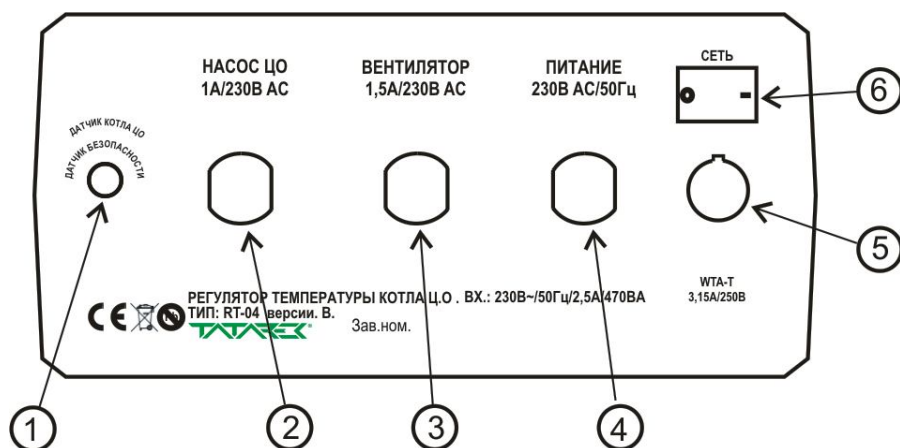 НАСОС ЦО
1А/230В АС
ВЕНТИЛЯТОР
1,5А/230В АС
ПИТАНИЕ
230В АС/50Гц
СЕТЬ
6
ДАТЧИК КОТЛА ЦО
ДАТЧИК БЕЗОПАСНОСТИ
5
WTA-T
3,15А/250В
РЕГУЛЯТОР ТЕМПЕРАТУРЫ КОТЛА Ц.О . ВХ.: 230В~/50Гц/2,5А/470ВА
ТИП: RT-04 версии. В.
CE Pb
TATAREK
Зав.ном.
1
2
3
4